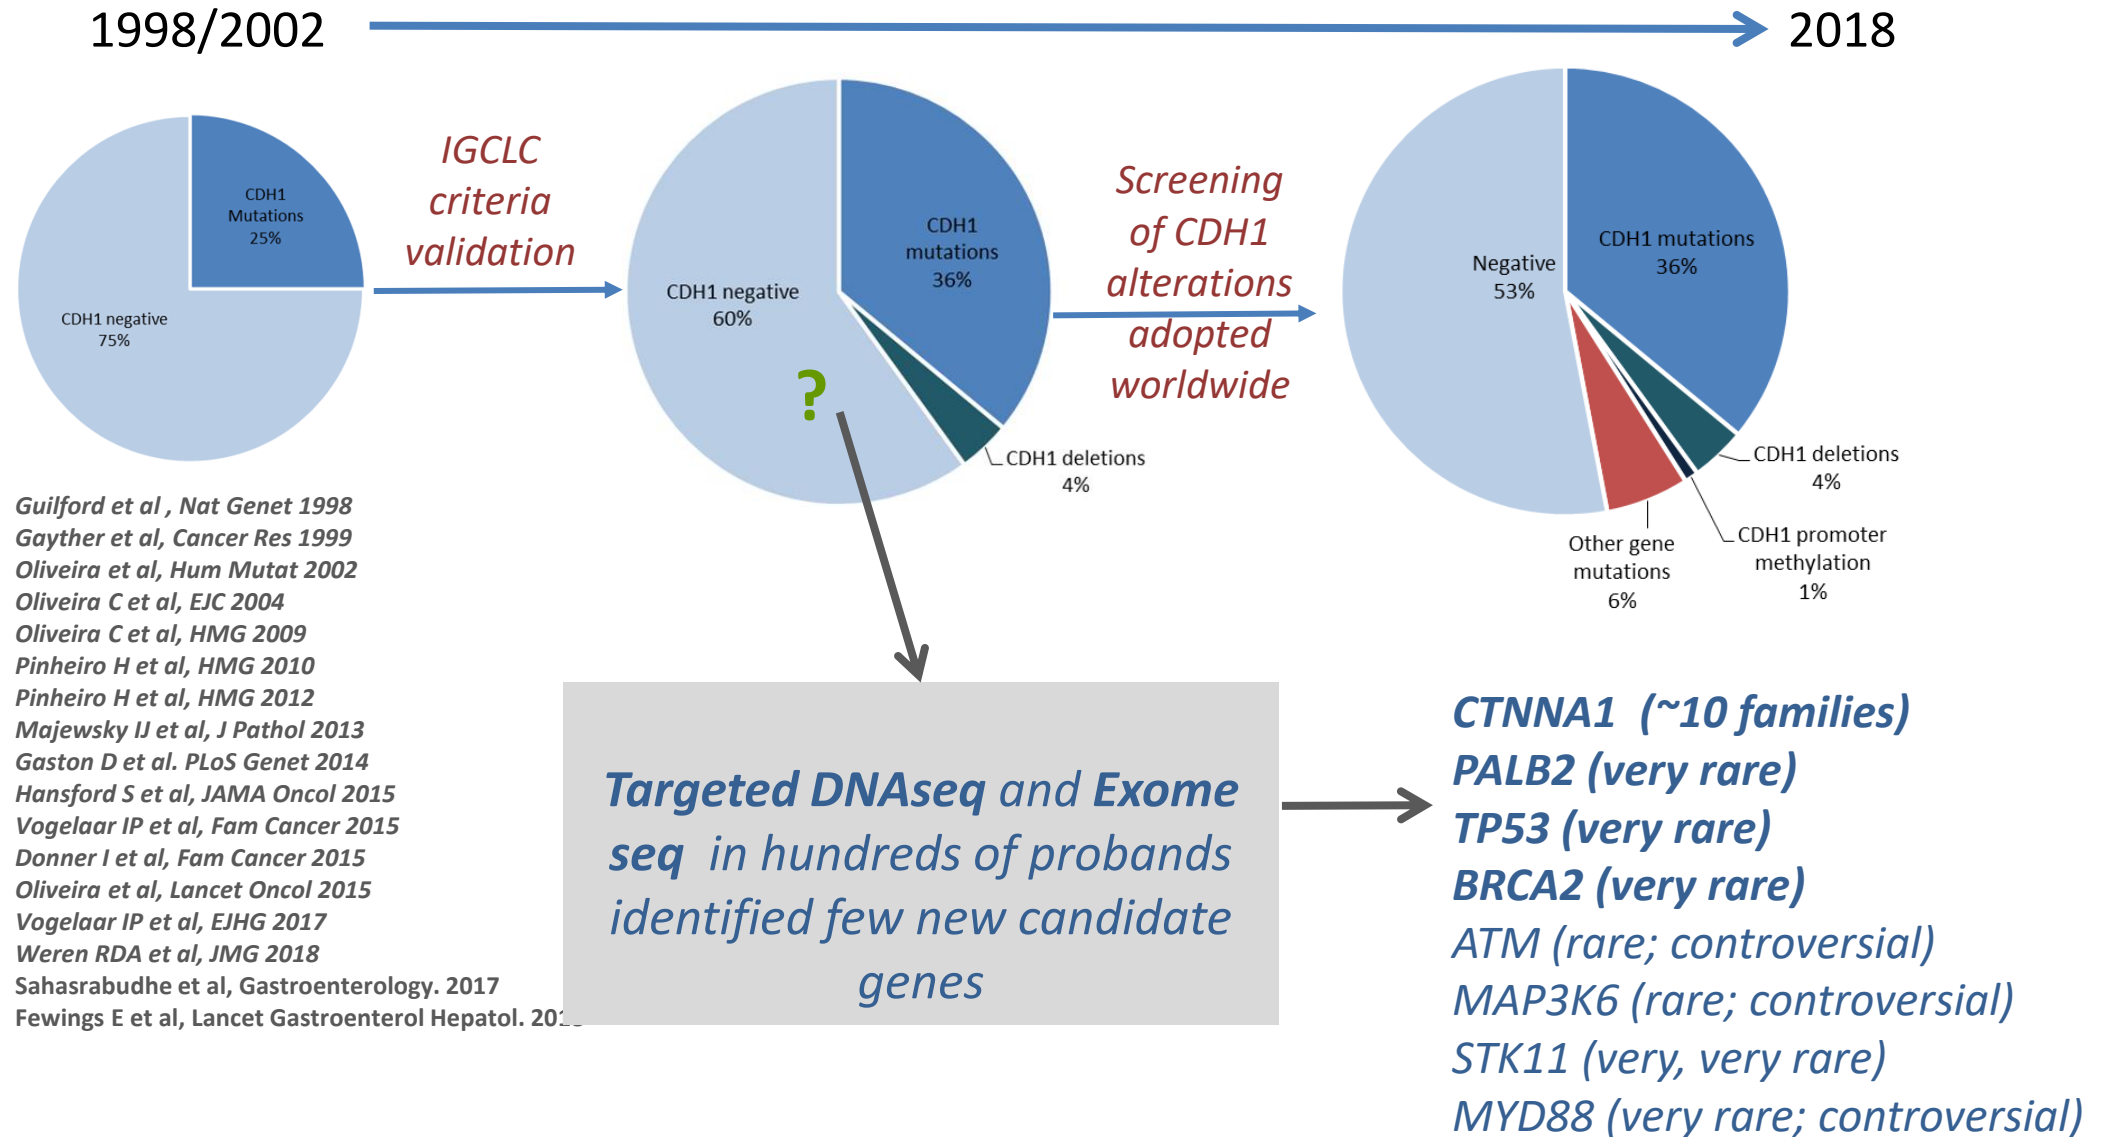 1998/2002
2018
CDH1
Mutations
25%
CDH1 negative
75%
IGCLC
criteria
validation
CDH1
mutations
36%
CDH1 negative
60%
?
CDH1 deletions
4%
Screening
of CDH1
alterations
adopted
worldwide
Negative
53%
CDH1 mutations
36%
CDH1 deletions
4%
CDH1 promoter
methylation
1%
Other gene
mutations
6%
Guilford et al , Nat Genet 1998
Gayther et al, Cancer Res 1999
Oliveira et al, Hum Mutat 2002
Oliveira C et al, EJC 2004
Oliveira C et al, HMG 2009
Pinheiro H et al, HMG 2010
Pinheiro H et al, HMG 2012
Majewsky IJ et al, J Pathol 2013
Gaston D et al. PLoS Genet 2014
Hansford S et al, JAMA Oncol 2015
Vogelaar IP et al, Fam Cancer 2015
Donner I et al, Fam Cancer 2015
Oliveira et al, Lancet Oncol 2015
Vogelaar IP et al, EJHG 2017
Weren RDA et al, JMG 2018
Sahasrabudhe et al, Gastroenterology. 2017
Fewings E et al, Lancet Gastroenterol Hepatol.
Targeted DNAseq and Exome
seq in hundreds of probands
identified few new candidate
genes
CTNNA1 (~10 families)
PALB2 (very rare)
TP53 (very rare)
BRCA2 (very rare)
ATM (rare; controversial)
MAP3K6 (rare; controversial)
STK11 (very, very rare)
MYD88 (very rare; controversial)